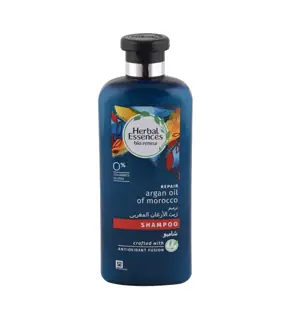 Herbal
Essences
bio:renew
0%
REPAIR
argan oil
of morocco
ترميم
زيت الأرغان المغربي
SHAMPOO
شامبو
crafted with
ANTIOXIDANT FUSION